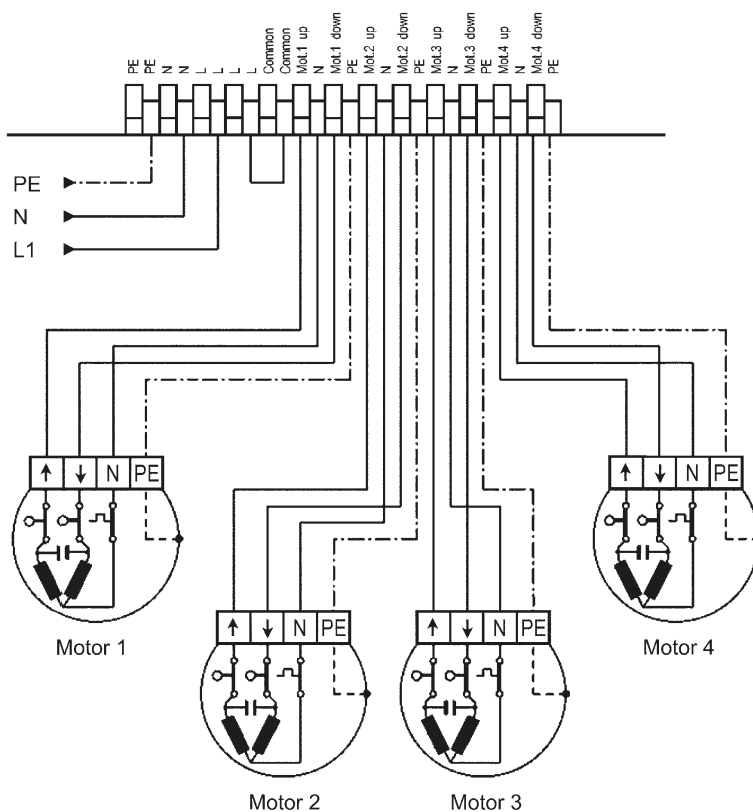 PE
PE
N
N
L
L
L
L
Common
Common
Mot.1 up
N
Mot.1 down
PE
Mot.2 up
N
Mot.2 down
PE
Mot.3 up
N
Mot.3 down
PE
Mot.4 up
N
Mot.4 down
PE
PE
N
L1
↑ ↓ N PE
Motor 1
↑ ↓ N PE
Motor 4
↑ ↓ N PE
Motor 2
↑ ↓ N PE
Motor 3